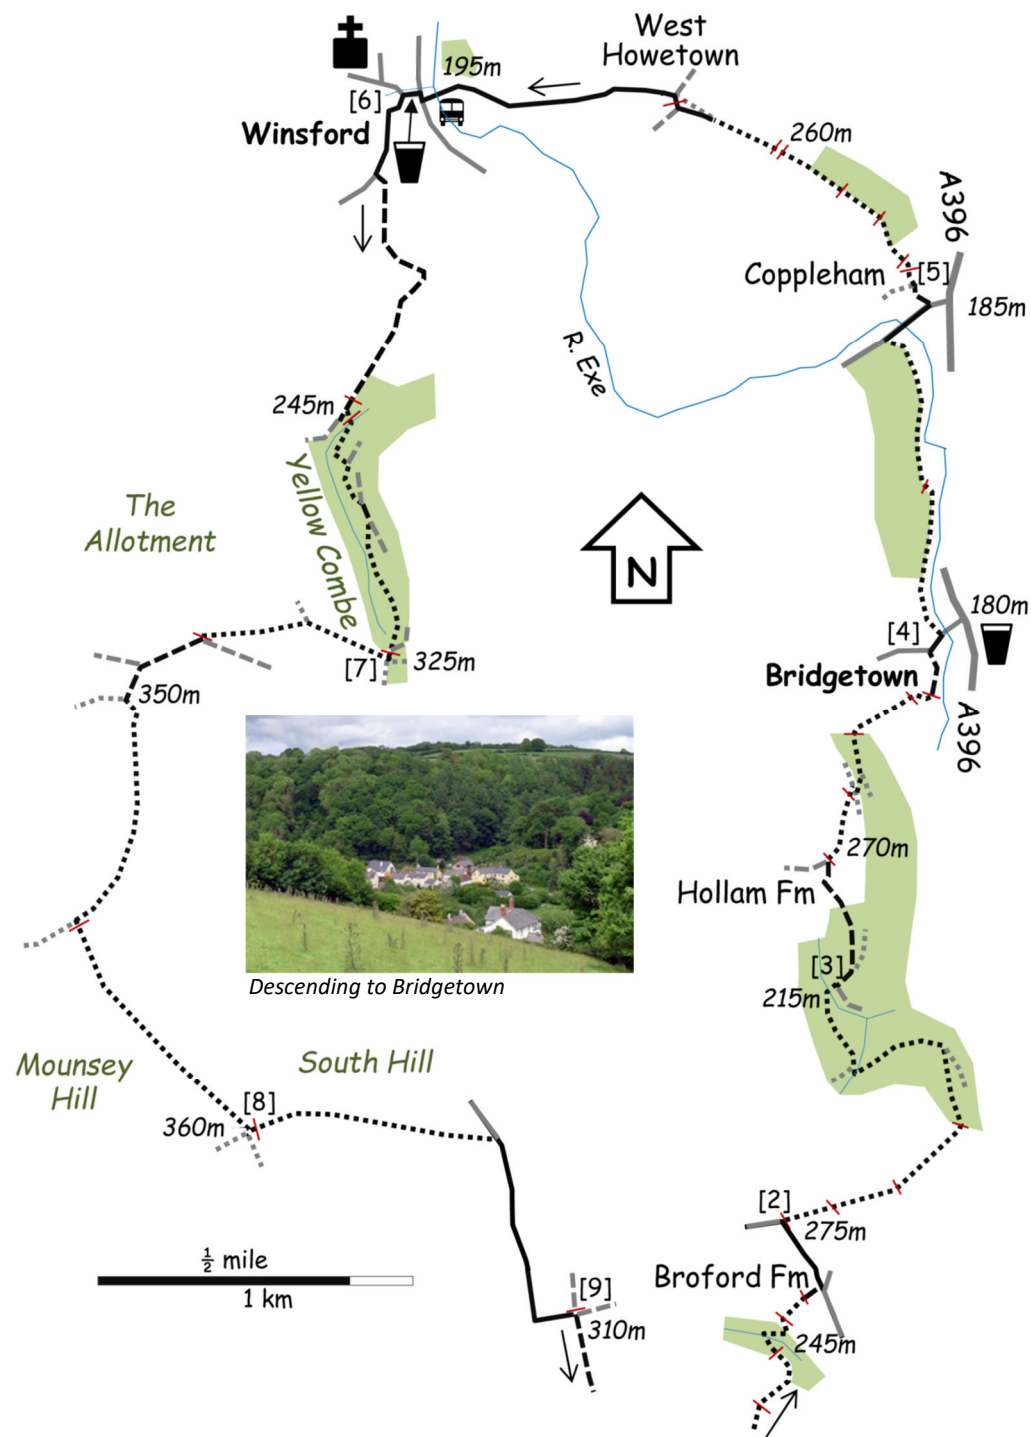 West
Howetown
195m
[6]
Winsford
260m
A396
Coppleham
[5]
185m
R. Exe
245m
Yellow Combe
The
Allotment
N
180m
[4]
Bridgetown
A396
[7]
325m
350m
270m
Hollam Fm
[3]
215m
Descending to Bridgetown
Mounsey
Hill
South Hill
[8]
360m
[2]
275m
½ mile
1 km
Broford Fm
[9]
310m
245m